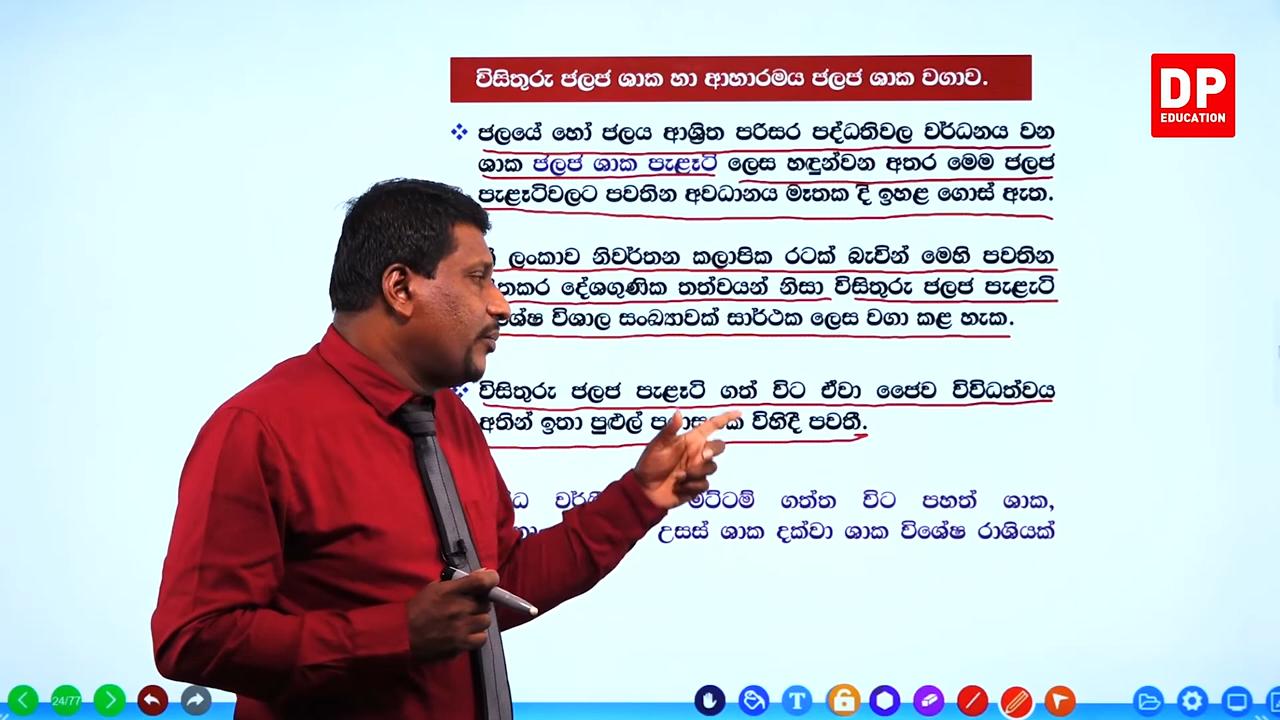 විසිතුරු ජලජ ශාක හා ආහාරමය ජලජ ශාක වගාව.
DP
EDUCATION
ජලයේ හෝ ජලය ආශ්‍රිත පරිසර පද්ධතිවල වර්ධනය වන
ශාක ජලජ ශාක පැළෑටි ලෙස හඳුන්වන අතර මෙම ජලජ
පැළෑටිවලට පවතින අවධානය මෑතක දී ඉහළ ගොස් ඇත.
ලංකාව නිවර්තන කලාපික රටක් බැවින් මෙහි පවතින
දේශගුණික තත්වයන් නිසා විසිතුරු ජලජ පැළැටි
විශාල සංඛ්‍යාවක් සාර්ථක ලෙස වගා කළ හැක.
විසිතුරු ජලජ පැළෑටි ගත් විට ඒවා ජෛව විවිධත්වය
අතින් ඉතා පුළුල් විහිදී පවතී.
මට්ටම් ගත්ත විට පහත් ශාක,
උසස් ශාක දක්වා ශාක විශේෂ රාශියක්
24/77